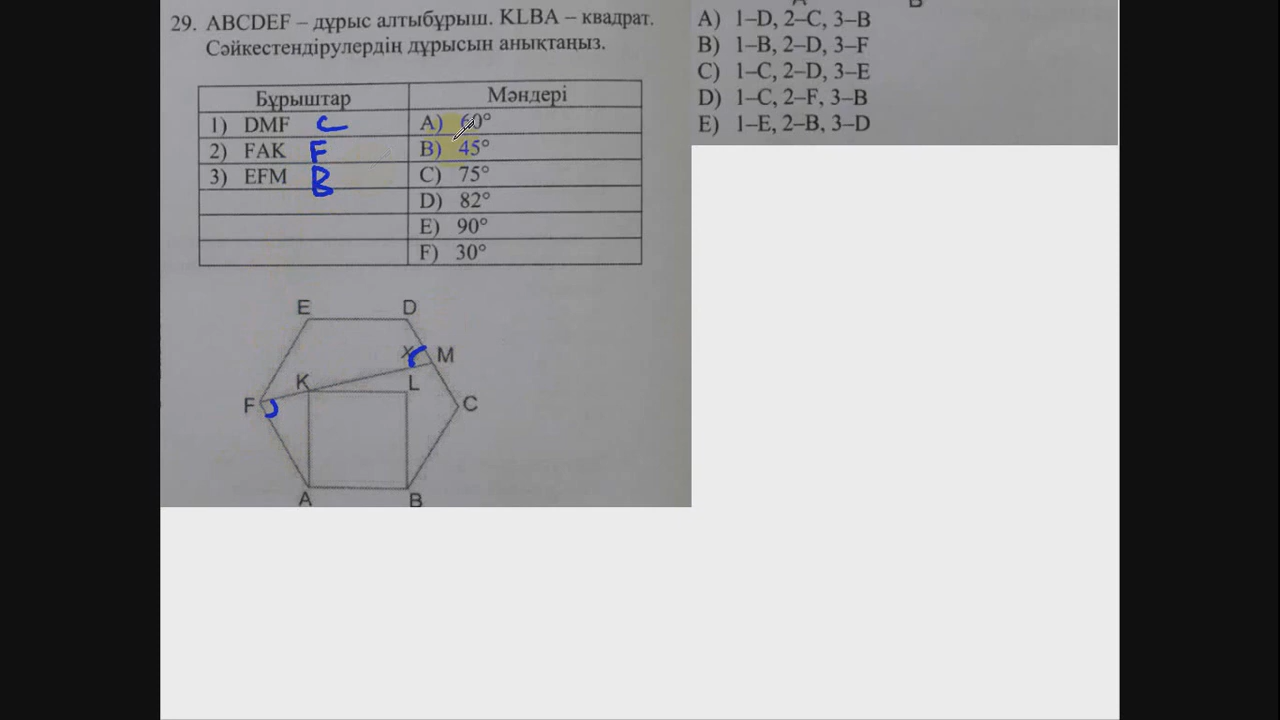 29. ABCDEF – дұрыс алтыбұрыш. KLBA – квадрат.
Сәйкестендірулердің дұрысын анықтаңыз.
Бұрыштар Мәндері
1) DMF C A) 60°
2) FAK F B) 45°
3) EFM B C) 75°
D) 82°
E) 90°
F) 30°
E D
X M
K L
F C
A B
B
A) 1–D, 2–C, 3–B
B) 1–B, 2–D, 3–F
C) 1–C, 2–D, 3–E
D) 1–C, 2–F, 3–B
E) 1–E, 2–B, 3–D